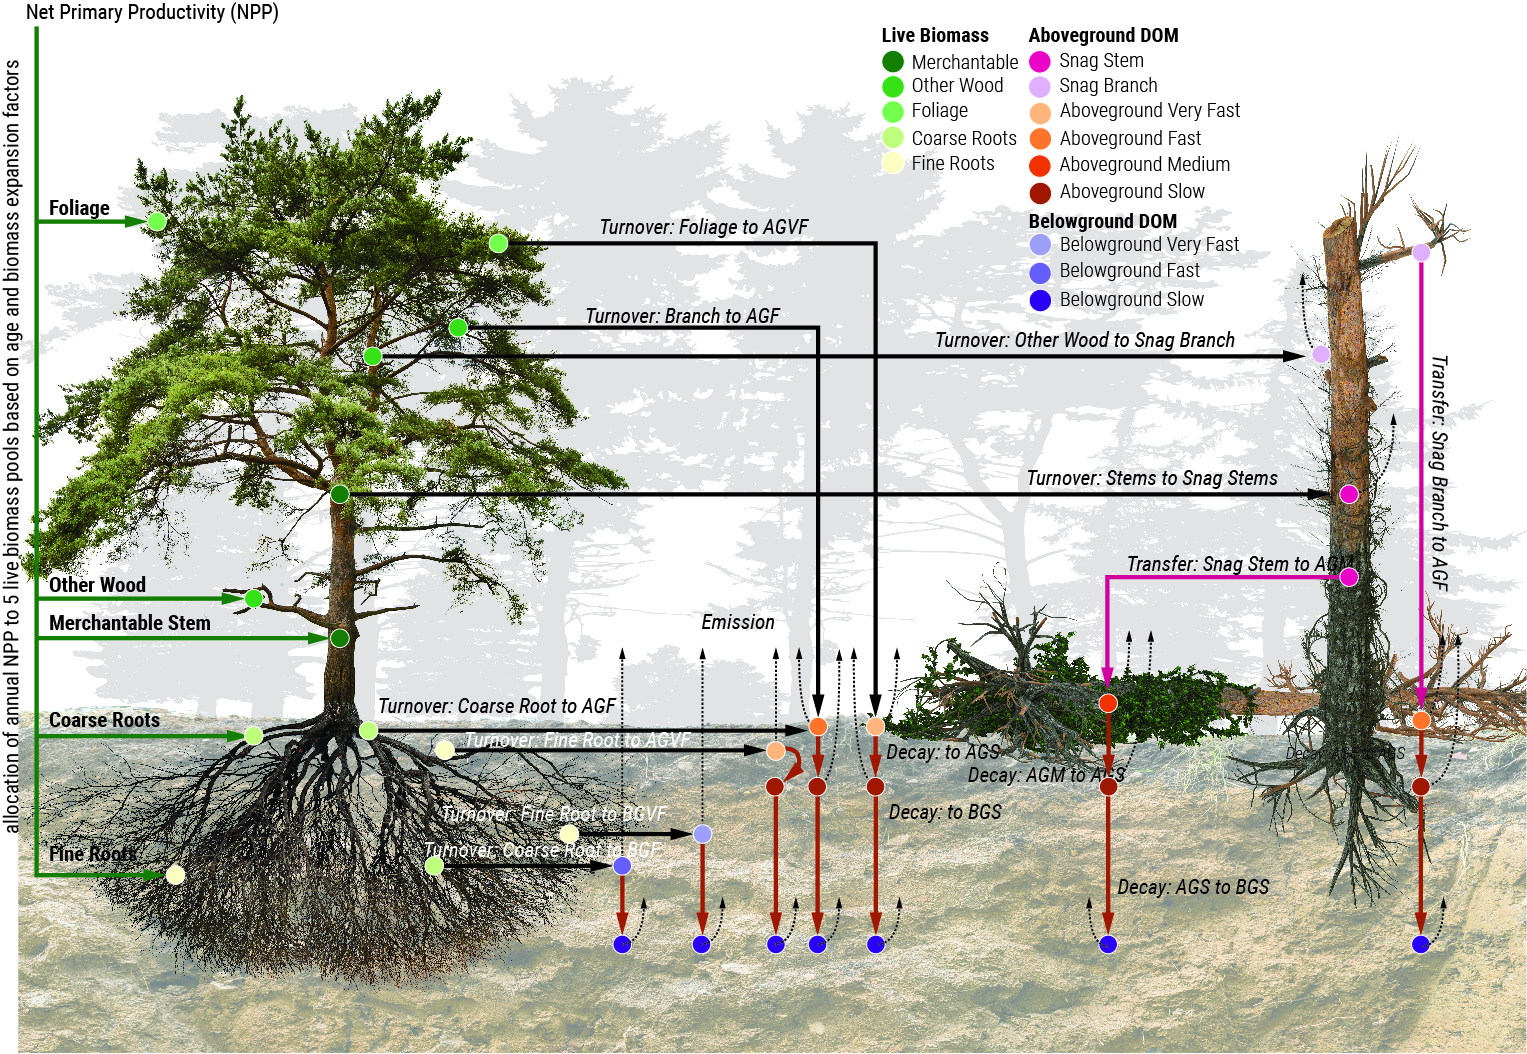 Net Primary Productivity (NPP)
allocation of annual NPP to 5 live biomass pools based on age and biomass expansion factors
Live Biomass
Merchantable
Other Wood
Foliage
Coarse Roots
Fine Roots
Aboveground DOM
Snag Stem
Snag Branch
Aboveground Very Fast
Aboveground Fast
Aboveground Medium
Aboveground Slow
Belowground DOM
Belowground Very Fast
Belowground Fast
Belowground Slow
Foliage
Turnover: Foliage to AGVF
Turnover: Branch to AGF
Turnover: Other Wood to Snag Branch
Transfer: Snag Branch to AGF
Turnover: Stems to Snag Stems
Transfer: Snag Stem to AGM
Other Wood
Merchantable Stem
Emission
Coarse Roots
Turnover: Coarse Root to AGF
Turnover: Fine Root to AGVF
Decay: to AGS
Decay: AGM to AGS
Decay: to AGS
Decay: to BGS
Turnover: Fine Root to BGVF
Turnover: Coarse Root to BGF
Fine Roots
Decay: AGS to BGS